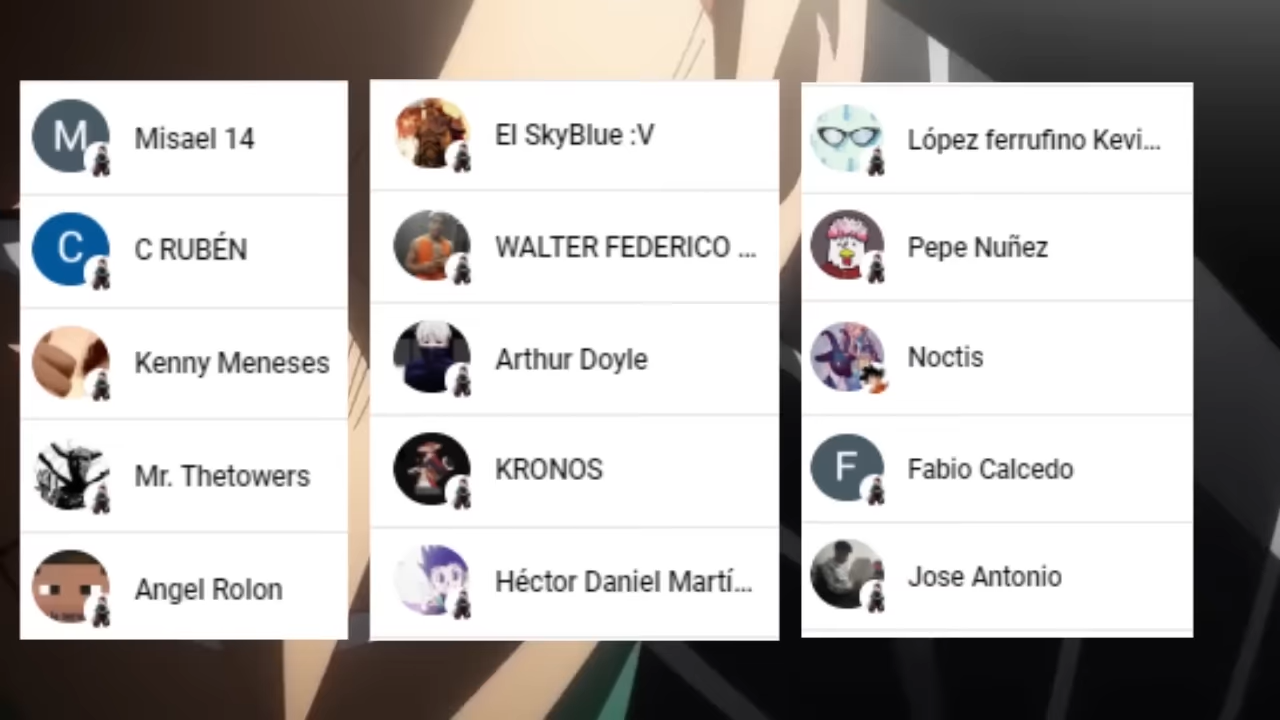 M Misael 14
C C RUBÉN
Kenny Meneses
Mr. Thetowers
Angel Rolon
El SkyBlue :V
WALTER FEDERICO ...
Arthur Doyle
KRONOS
Héctor Daniel Martí...
López ferrufino Kevi...
Pepe Nuñez
Noctis
F Fabio Calcedo
Jose Antonio